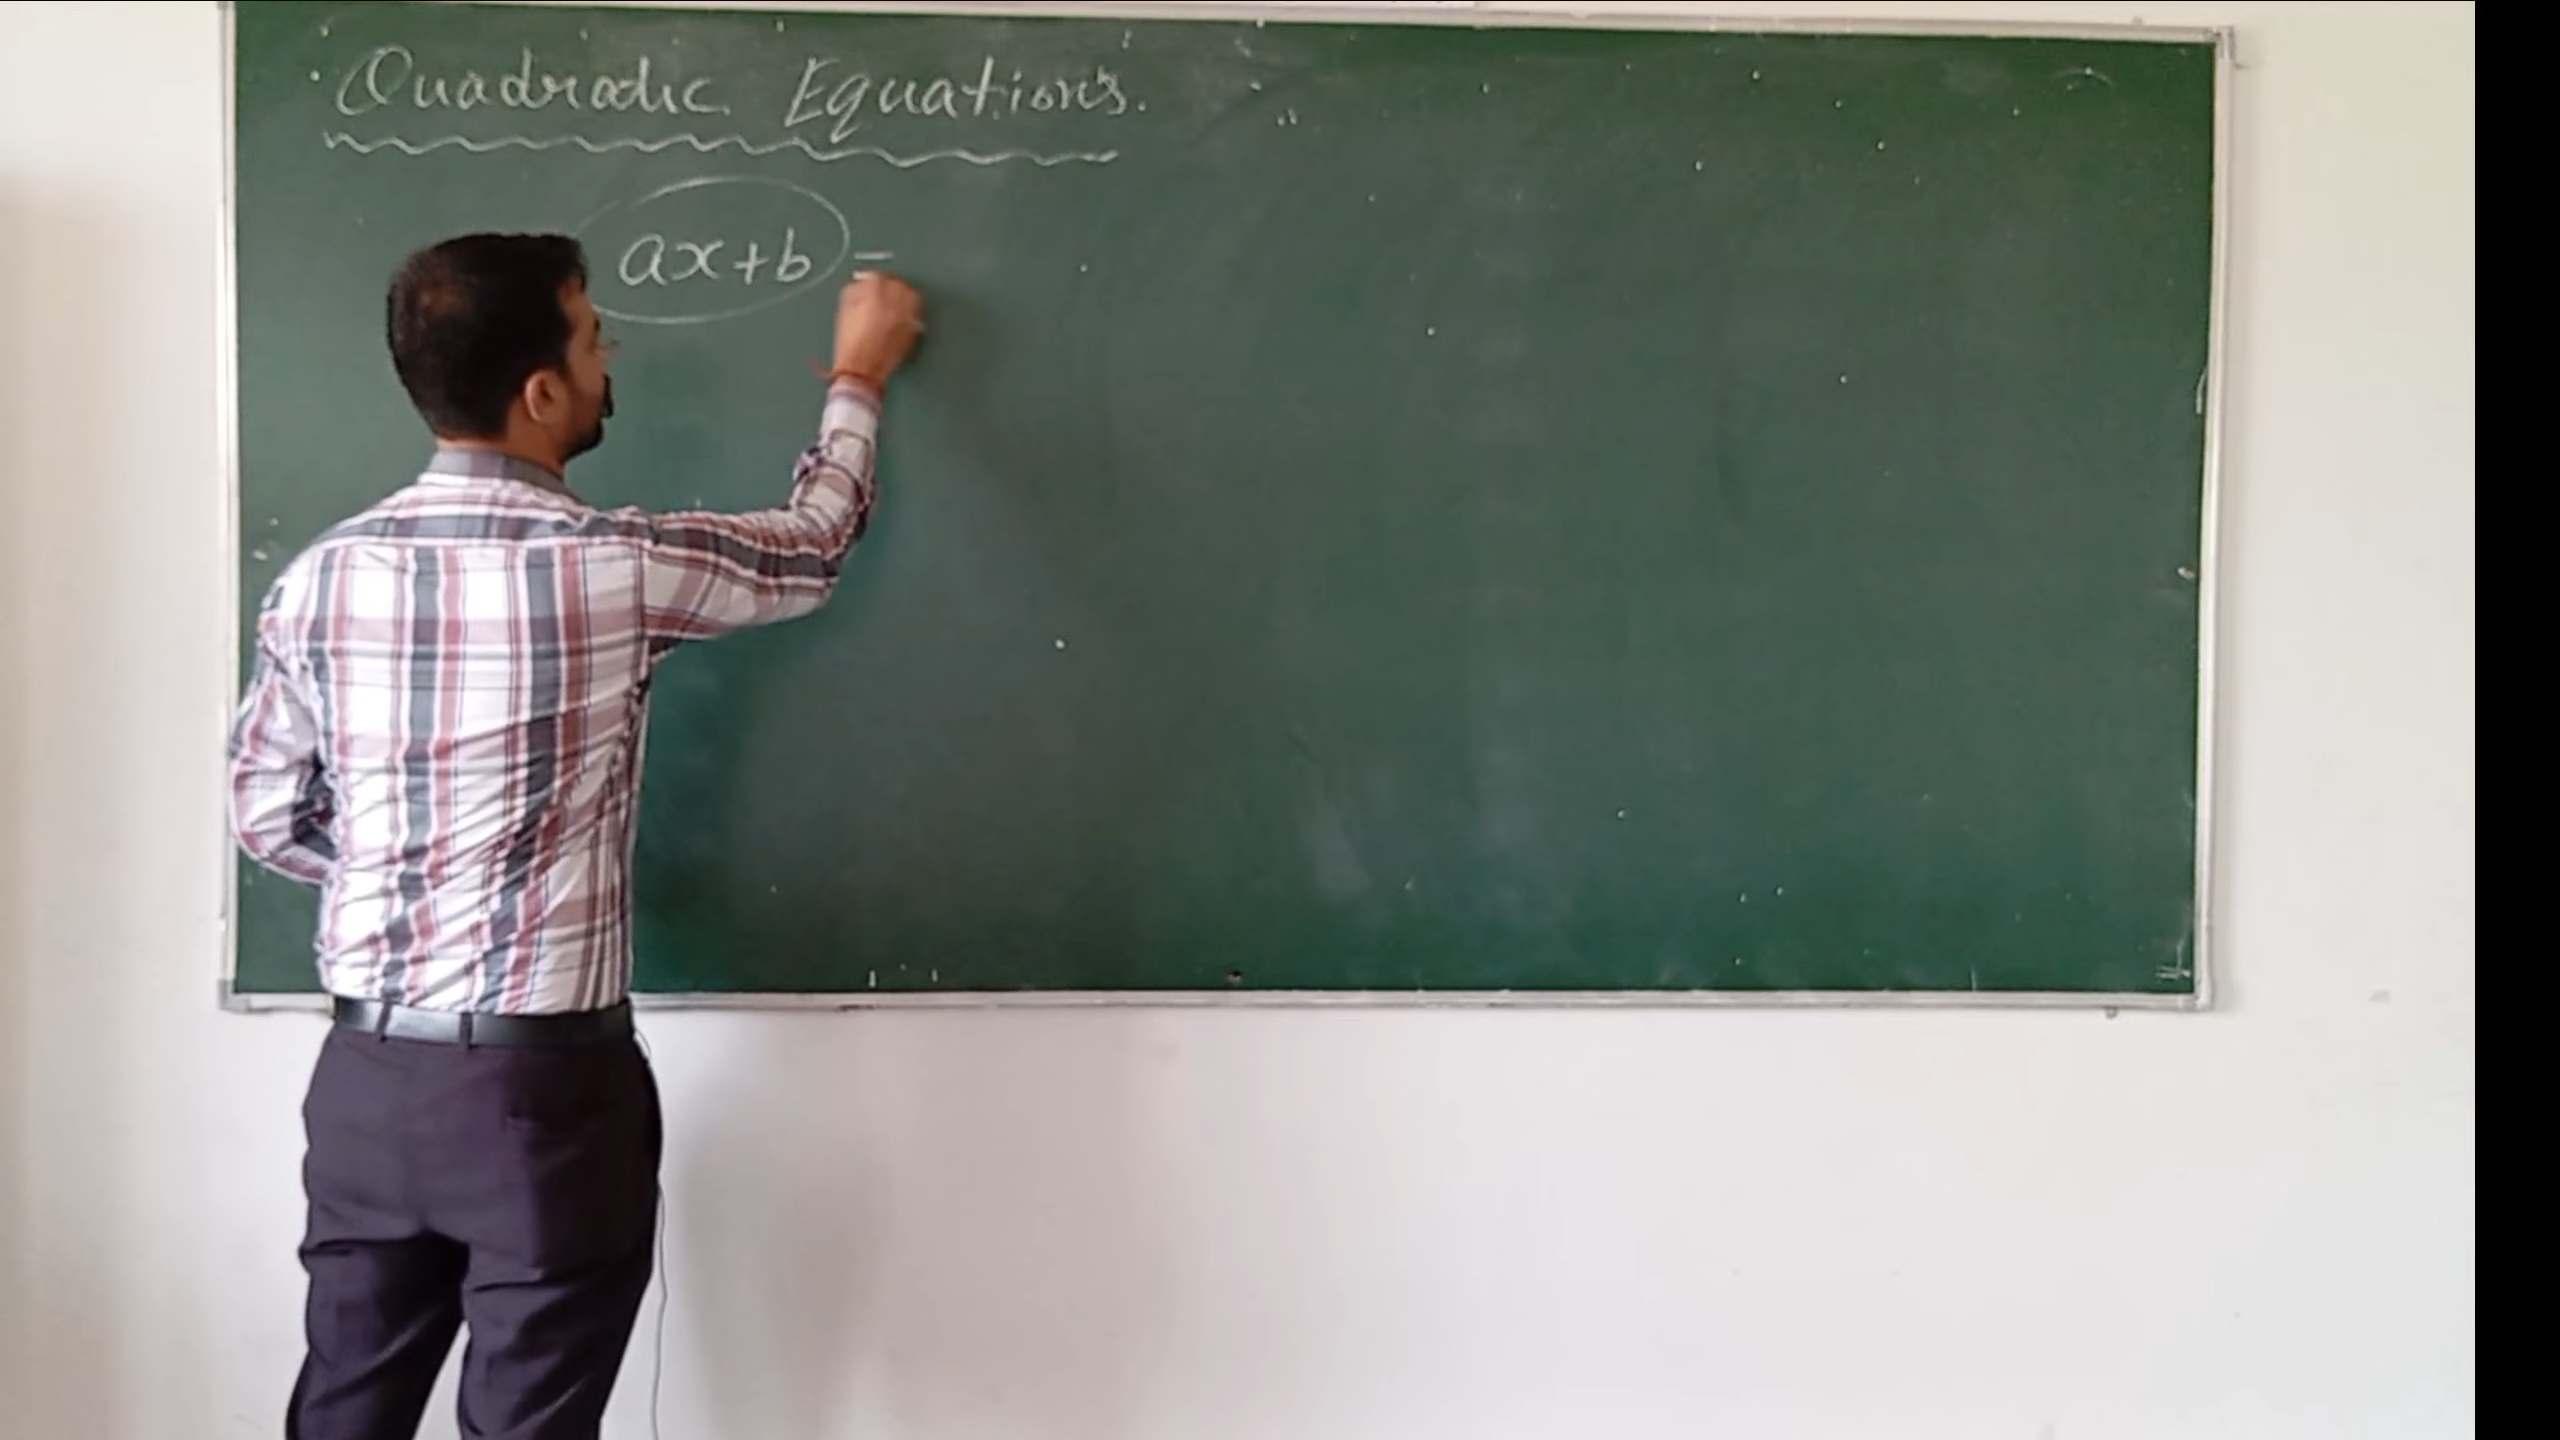 Quadratic Equations.
ax+b =